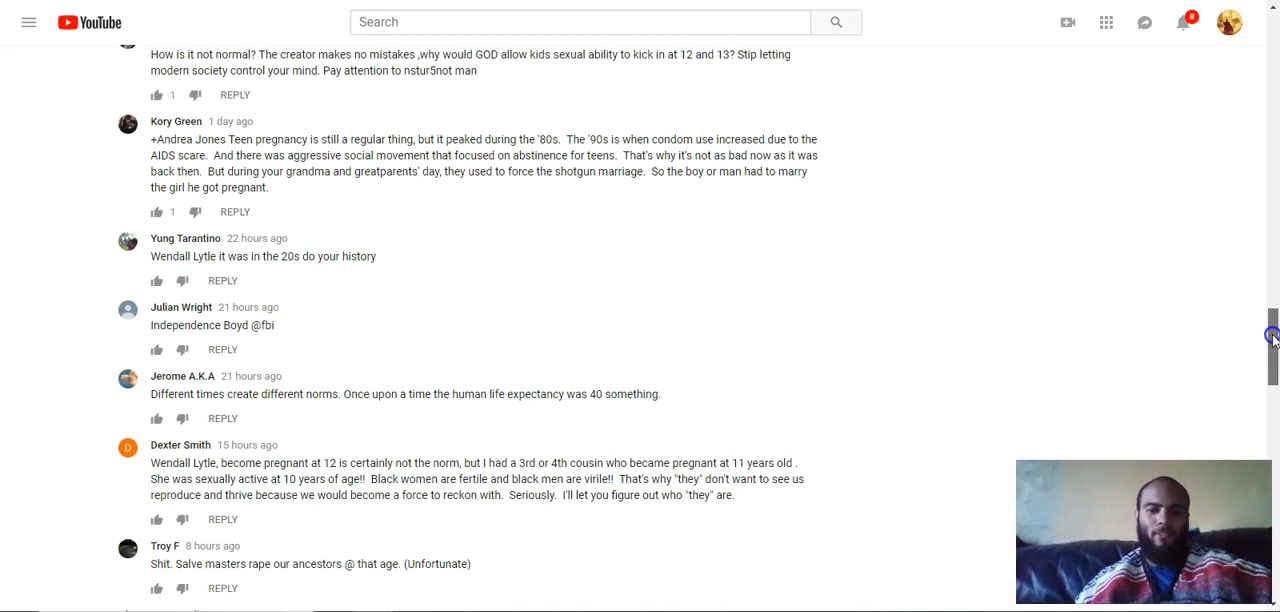 YouTube
Search
8
How is it not normal? The creator makes no mistakes ,why would GOD allow kids sexual ability to kick in at 12 and 13? Stip letting
modern society control your mind. Pay attention to nstur5not man
1 REPLY
Kory Green 1 day ago
+Andrea Jones Teen pregnancy is still a regular thing, but it peaked during the '80s. The '90s is when condom use increased due to the
AIDS scare. And there was aggressive social movement that focused on abstinence for teens. That's why it's not as bad now as it was
back then. But during your grandma and greatparents' day, they used to force the shotgun marriage. So the boy or man had to marry
the girl he got pregnant.
1 REPLY
Yung Tarantino 22 hours ago
Wendall Lytle it was in the 20s do your history
REPLY
Julian Wright 21 hours ago
Independence Boyd @fbi
REPLY
Jerome A.K.A 21 hours ago
Different times create different norms. Once upon a time the human life expectancy was 40 something.
REPLY
D
Dexter Smith 15 hours ago
Wendall Lytle, become pregnant at 12 is certainly not the norm, but I had a 3rd or 4th cousin who became pregnant at 11 years old .
She was sexually active at 10 years of age!! Black women are fertile and black men are virile!! That's why "they" don't want to see us
reproduce and thrive because we would become a force to reckon with. Seriously. I'll let you figure out who "they" are.
REPLY
Troy F 8 hours ago
Shit. Salve masters rape our ancestors @ that age. (Unfortunate)
REPLY